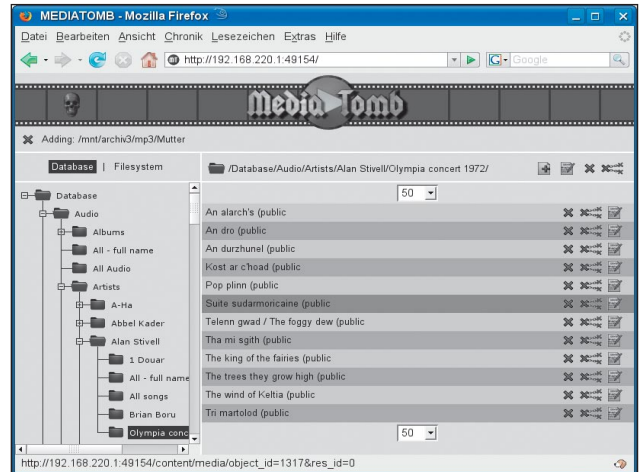 MEDIATOMB - Mozilla Firefox
Datei Bearbeiten Ansicht Chronik Lesezeichen Extras Hilfe
http://192.168.220.1:49154/
G Google
Media Tomb
Adding: /mnt/archiv3/mp3/Mutter
Database | Filesystem
/Database/Audio/Artists/Alan Stivell/Olympia concert 1972/
Database
Audio
Albums
All - full name
All Audio
Artists
A-Ha
Abbel Kader
Alan Stivell
1 Douar
All - full name
All songs
Brian Boru
Olympia conc
50
An alarch's (public
An dro (public
An durzhunel (public
Kost ar c'hoad (public
Pop plinn (public
Suite sudarmoricaine (public
Telenn gwad / The foggy dew (public
Tha mi sgith (public
The king of the fairies (public
The trees they grow high (public
The wind of Keltia (public
Tri martolod (public
50
http://192.168.220.1:49154/content/media/object_id=1317&res_id=0